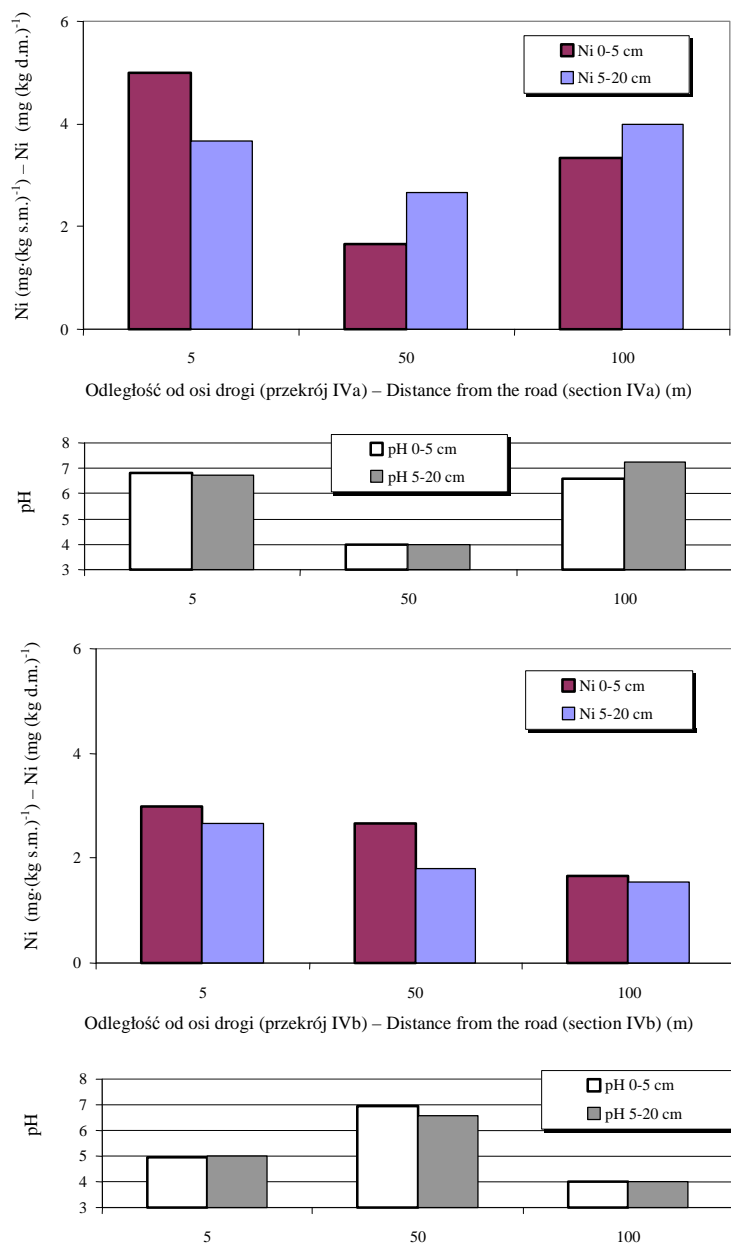 6
4
2
0
Ni (mg·(kg s.m.)⁻¹) – Ni (mg (kg d.m.)⁻¹
Ni 0-5 cm
Ni 5-20 cm
5 50 100
Odległość od osi drogi (przekrój IVa) – Distance from the road (section IVa) (m)
8
7
6
5
4
3
pH
pH 0-5 cm
pH 5-20 cm
5 50 100
6
4
2
0
Ni (mg·(kg s.m.)⁻¹) – Ni (mg (kg d.m.)⁻¹
Ni 0-5 cm
Ni 5-20 cm
5 50 100
Odległość od osi drogi (przekrój IVb) – Distance from the road (section IVb) (m)
8
7
6
5
4
3
pH
pH 0-5 cm
pH 5-20 cm
5 50 100